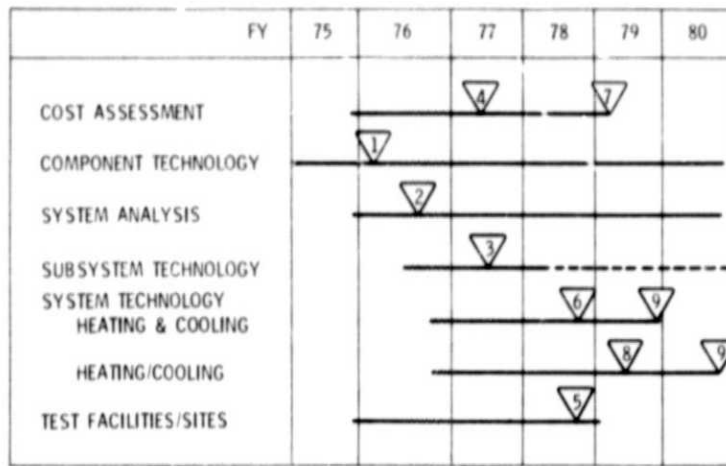 FY 75 76 77 78 79 80
COST ASSESSMENT 4 7
COMPONENT TECHNOLOGY 1
SYSTEM ANALYSIS 2
SUBSYSTEM TECHNOLOGY 3
SYSTEM TECHNOLOGY
HEATING & COOLING 6 9
HEATING/COOLING 8 9
TEST FACILITIES/SITES 5